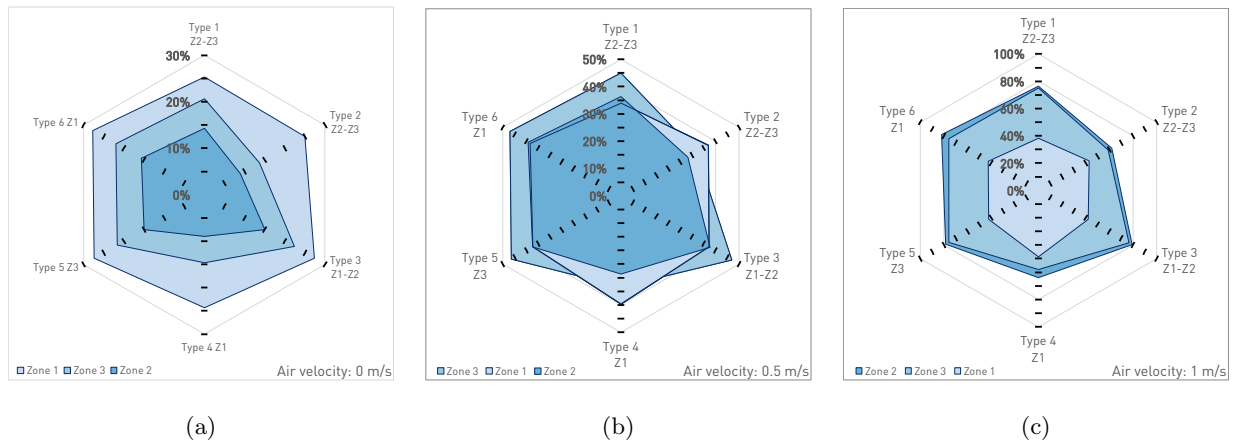 Type 1
Z2-Z3
30%
20%
10%
0%
Type 2
Z2-Z3
Type 3
Z1-Z2
Type 4 Z1
Type 5 Z3
Type 6 Z1
Zone 1 Zone 3 Zone 2
Air velocity: 0 m/s
(a)
Type 1
Z2-Z3
50%
40%
30%
20%
10%
0%
Type 2
Z2-Z3
Type 3
Z1-Z2
Type 4
Z1
Type 5
Z3
Type 6
Z1
Zone 3 Zone 1 Zone 2
Air velocity: 0.5 m/s
(b)
Type 1
Z2-Z3
100%
80%
60%
40%
20%
0%
Type 2
Z2-Z3
Type 3
Z1-Z2
Type 4
Z1
Type 5
Z3
Type 6
Z1
Zone 2 Zone 3 Zone 1
Air velocity: 1 m/s
(c)